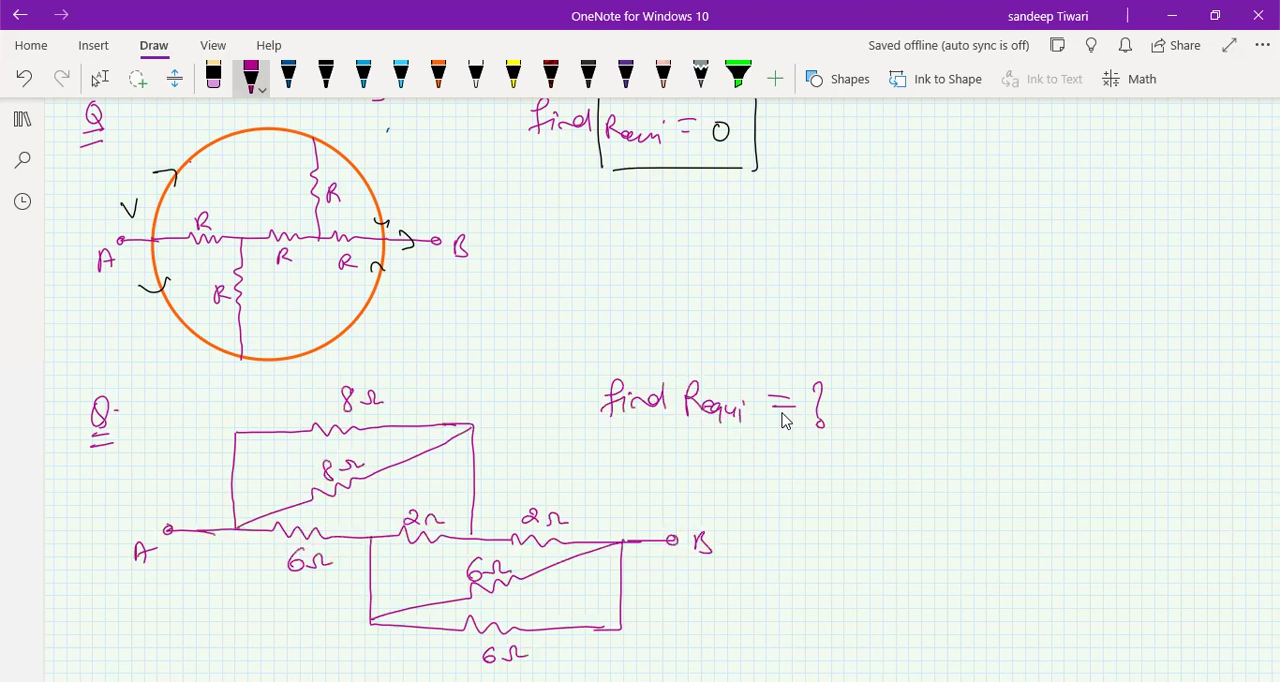 OneNote for Windows 10
sandeep Tiwari
Home Insert Draw View Help
Saved offline (auto sync is off) Share
Shapes Ink to Shape Ink to Text Math
Q
find Requi = 0
V
R
R
A
R
R
B
R
Q.
8Ω
find Requi = ?
8Ω
2Ω
2Ω
A
6Ω
B
6Ω
6Ω